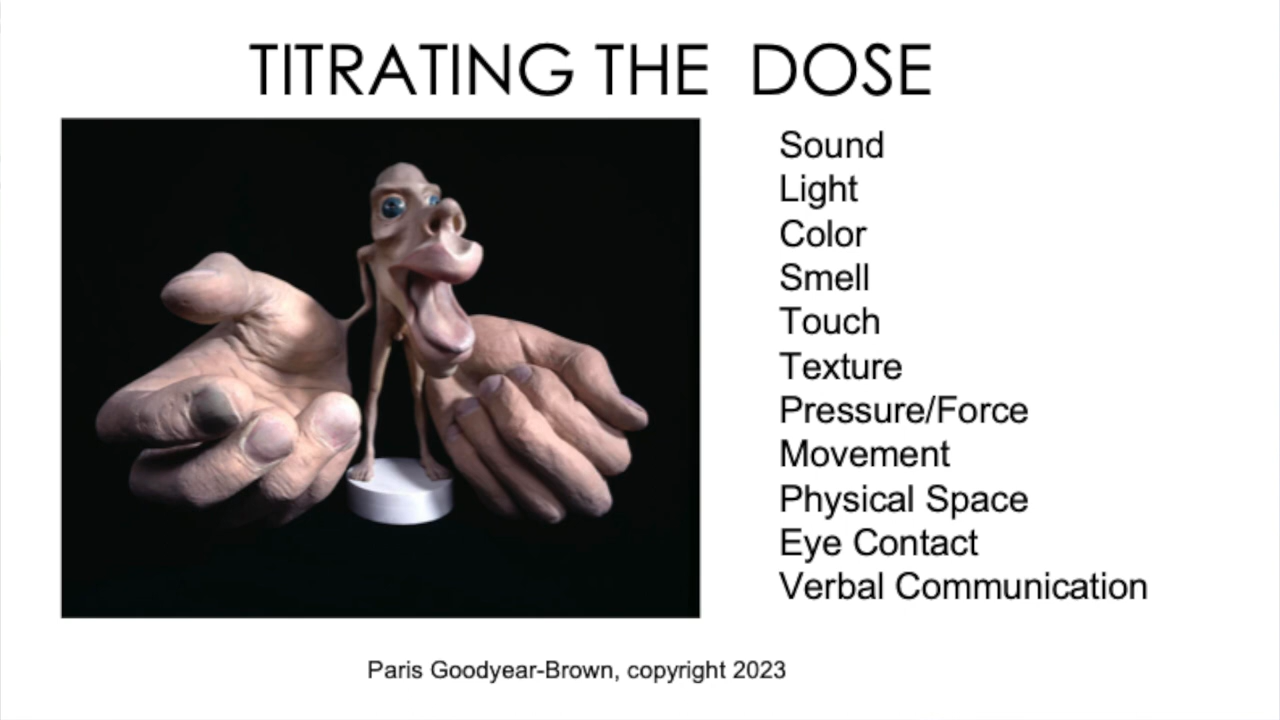 TITRATING THE DOSE
Sound
Light
Color
Smell
Touch
Texture
Pressure/Force
Movement
Physical Space
Eye Contact
Verbal Communication
Paris Goodyear-Brown, copyright 2023